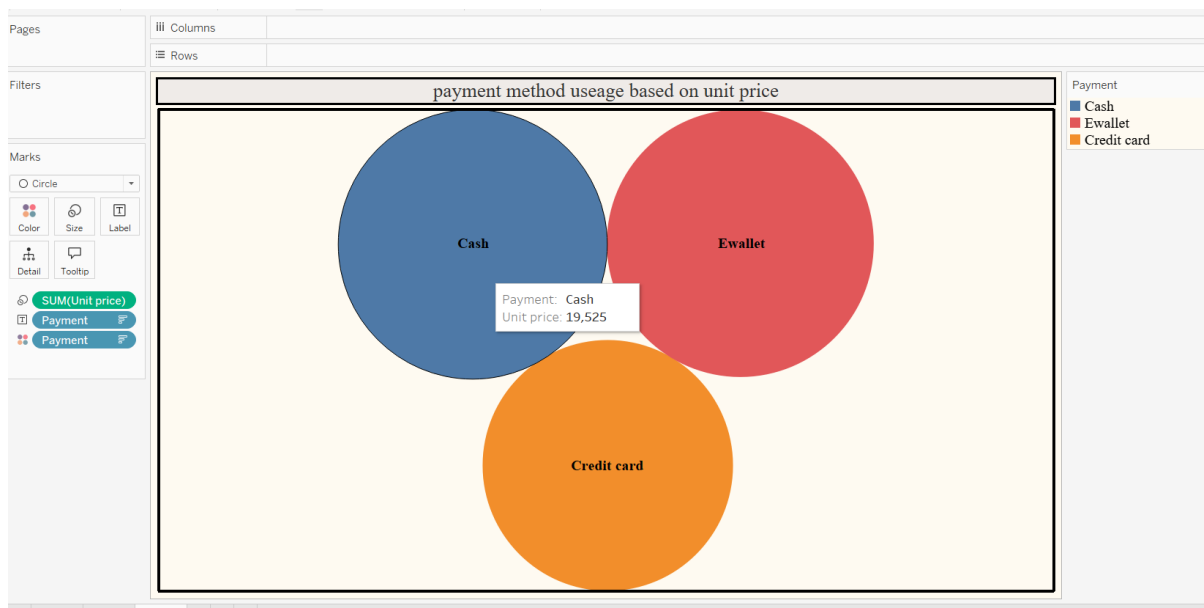 Pages
Columns
Rows
Filters
payment method useage based on unit price
Payment
Cash
Ewallet
Credit card
Marks
Circle
Color
Size
Label
Detail
Tooltip
SUM(Unit price)
Payment
Payment
Cash
Ewallet
Payment: Cash
Unit price: 19,525
Credit card